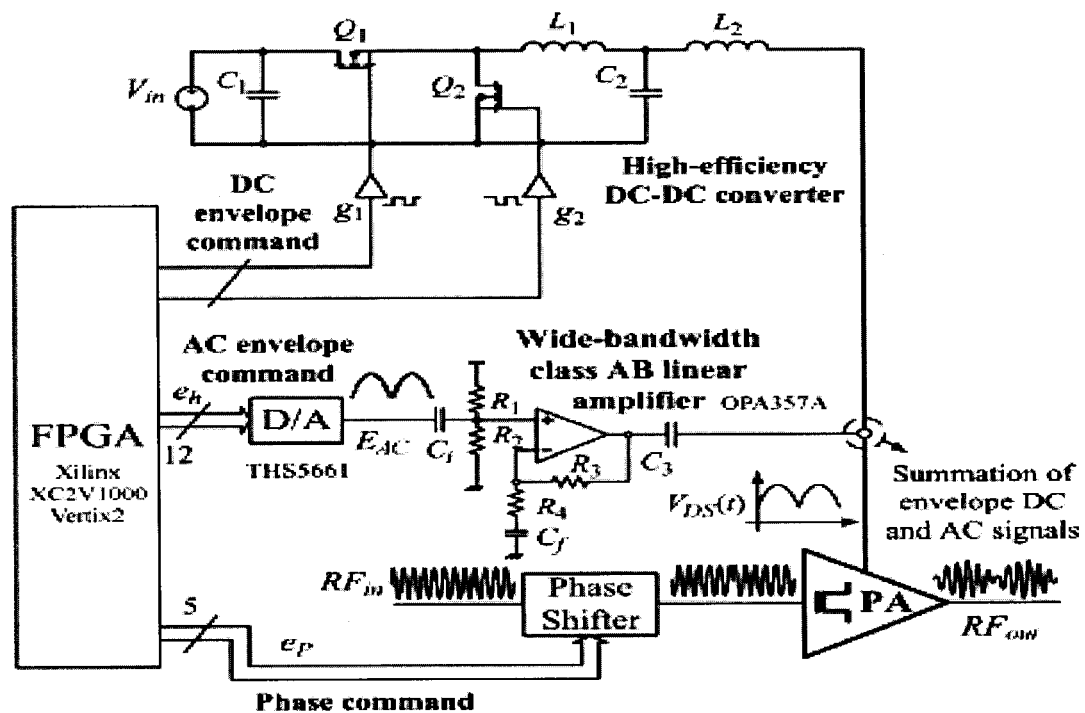 Q1
L1
L2
Vin
C1
Q2
C2
High-efficiency
DC-DC converter
DC
envelope
command
g1
g2
AC envelope
command
Wide-bandwidth
class AB linear
amplifier OPA357A
FPGA
Xilinx
XC2V1000
Vertix2
eh
12
D/A
THS5661
EAC
Cf
R1
R2
+
−
R3
R4
Cf
C3
Summation of
envelope DC
and AC signals
VDS(t)
RFin
Phase
Shifter
PA
RFout
5
eP
Phase command